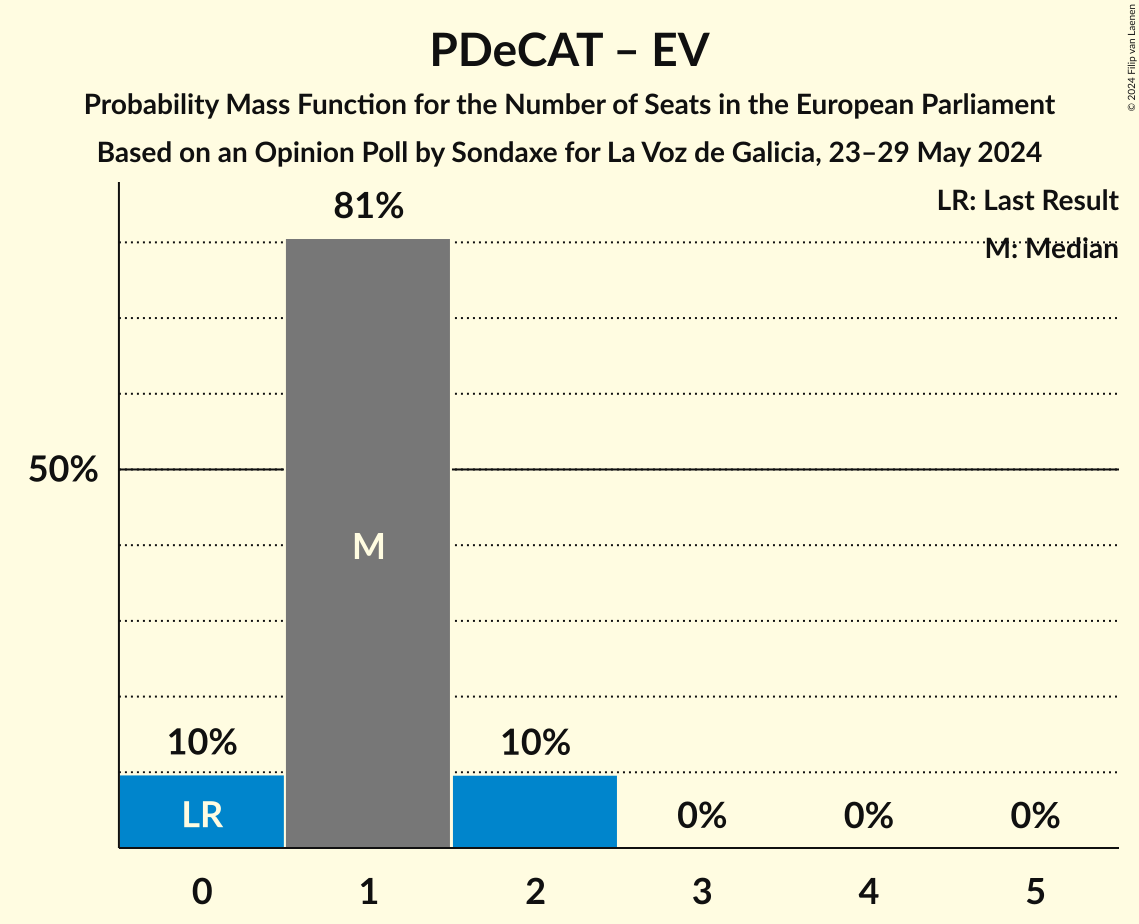 PDeCAT – EV
Probability Mass Function for the Number of Seats in the European Parliament
Based on an Opinion Poll by Sondaxe for La Voz de Galicia, 23–29 May 2024
© 2024 Filip van Laenen
LR: Last Result
M: Median
81%
50%
M
10%
10%
LR
0%
0%
0%
0
1
2
3
4
5